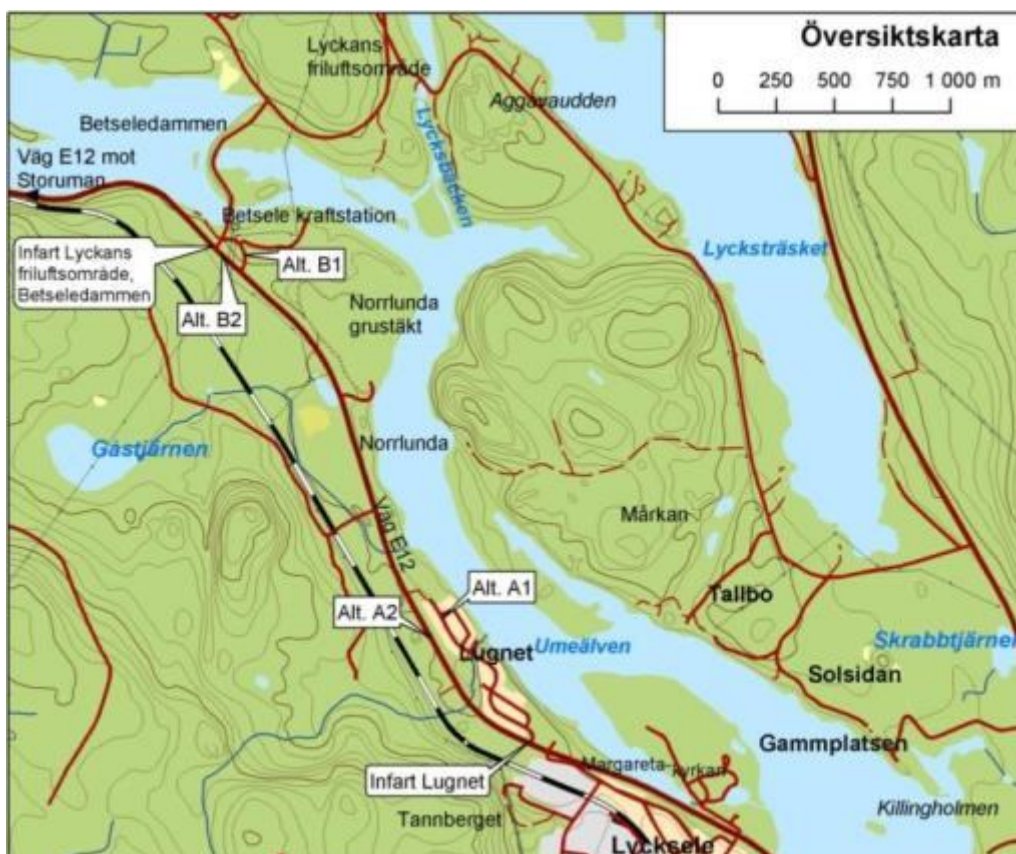 Översiktskarta
0 250 500 750 1 000 m
Lyckans
friluftsområde
Aggavaudden
Betseledammen
Lycksbäcken
Väg E12 mot
Storuman
Betsele kraftstation
Lycksträsket
Infart Lyckans
friluftsområde,
Betseledammen
Alt. B1
Alt. B2
Norrlunda
grustäkt
Gastjärnen
Norrlunda
Väg E12
Mårkan
Alt. A1
Alt. A2
Tallbo
Lugnet
Umeälven
Skrabbtjärnen
Solsidan
Gammplatsen
Margareta-kyrkan
Infart Lugnet
Tannberget
Killingholmen
Lycksele